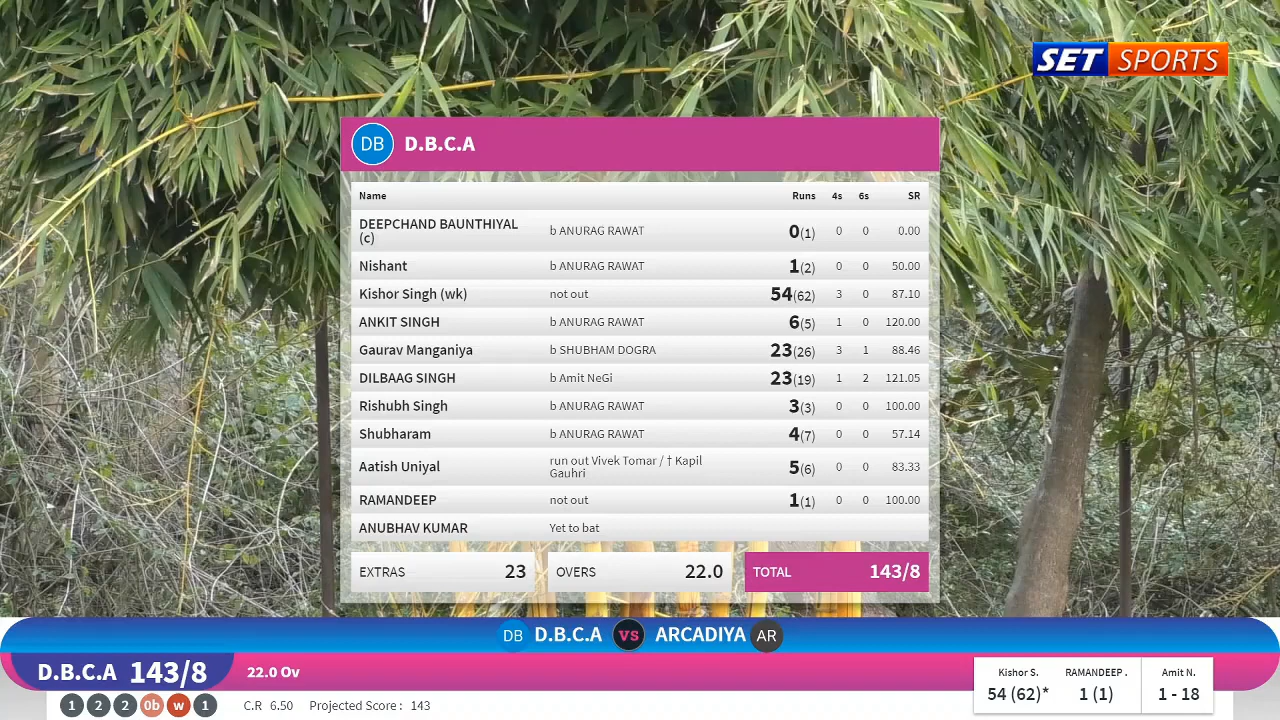 SET SPORTS
DB D.B.C.A
Name Runs 4s 6s SR
DEEPCHAND BAUNTHIYAL
(c) b ANURAG RAWAT 0(1) 0 0 0.00
Nishant b ANURAG RAWAT 1(2) 0 0 50.00
Kishor Singh (wk) not out 54(62) 3 0 87.10
ANKIT SINGH b ANURAG RAWAT 6(5) 1 0 120.00
Gaurav Manganiya b SHUBHAM DOGRA 23(26) 3 1 88.46
DILBAAG SINGH b Amit NeGi 23(19) 1 2 121.05
Rishubh Singh b ANURAG RAWAT 3(3) 0 0 100.00
Shubharam b ANURAG RAWAT 4(7) 0 0 57.14
Aatish Uniyal run out Vivek Tomar / † Kapil
Gauhri 5(6) 0 0 83.33
RAMANDEEP not out 1(1) 0 0 100.00
ANUBHAV KUMAR Yet to bat
EXTRAS 23 OVERS 22.0 TOTAL 143/8
DB D.B.C.A VS ARCADIYA AR
D.B.C.A 143/8 22.0 Ov
Kishor S. RAMANDEEP . Amit N.
54 (62)* 1 (1) 1 - 18
1 2 2 0b w 1 C.R 6.50 Projected Score : 143